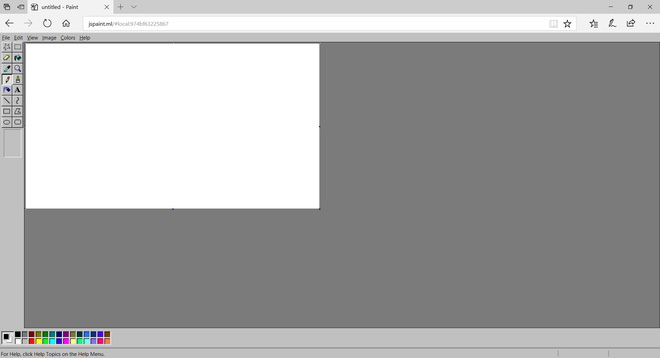 untitled - Paint
jspaint.ml/#local:974bf63225867
File Edit View Image Colors Help
A
For Help, click Help Topics on the Help Menu.